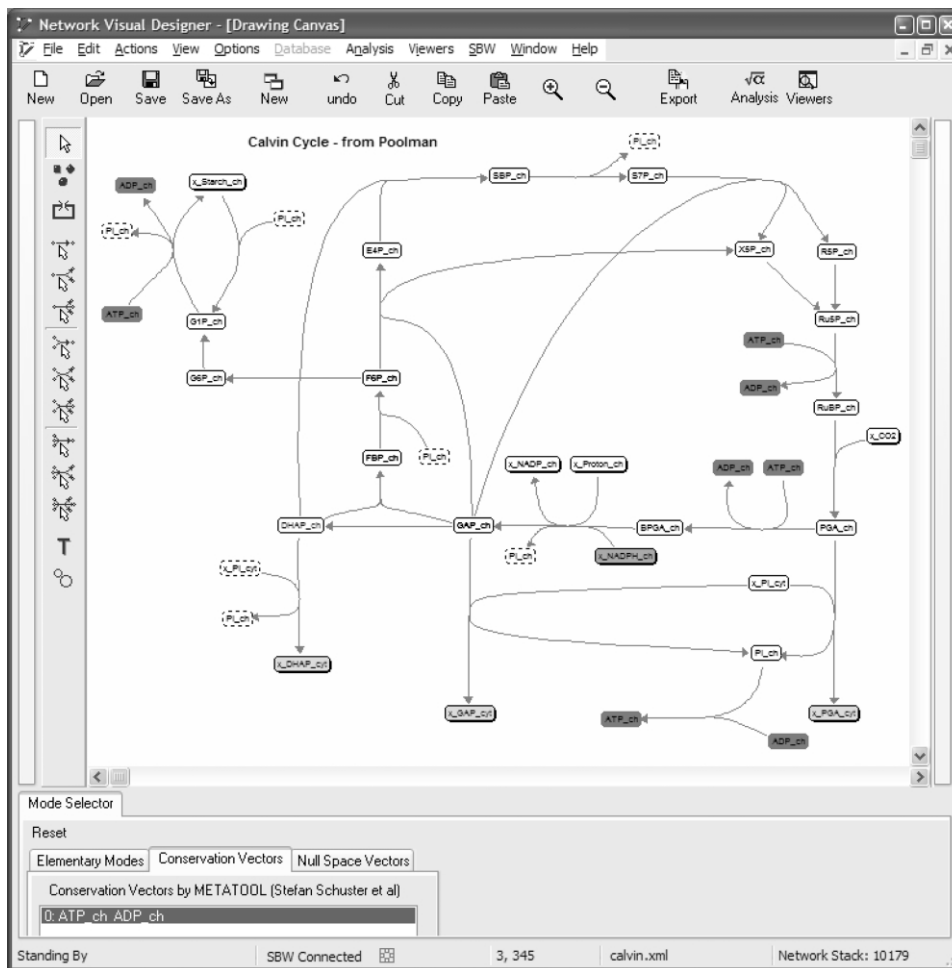 Network Visual Designer - [Drawing Canvas]
File Edit Actions View Options Database Analysis Viewers SBW Window Help
New Open Save Save As New undo Cut Copy Paste Export Analysis Viewers
√α
Calvin Cycle - from Poolman
Pi_ch
ADP_ch x_Starch_ch SBP_ch S7P_ch
Pi_ch Pi_ch
E4P_ch X5P_ch R5P_ch
ATP_ch G1P_ch RuSP_ch
ATP_ch
G6P_ch F6P_ch ADP_ch
RuBP_ch
x_CO2
FBP_ch Pi_ch x_NADP_ch x_Proton_ch ADP_ch ATP_ch
DHAP_ch GAP_ch BPGA_ch PGA_ch
Pi_ch x_NADPH_ch
x_Pi_cyt x_Pi_cyt
Pi_ch
Pi_ch
x_DHAP_cyt
x_GAP_cyt ATP_ch x_PGA_cyt
ADP_ch
T
Mode Selector
Reset
Elementary Modes Conservation Vectors Null Space Vectors
Conservation Vectors by METATOOL (Stefan Schuster et al)
0: ATP_ch ADP_ch
Standing By SBW Connected 3, 345 calvin.xml Network Stack: 10179